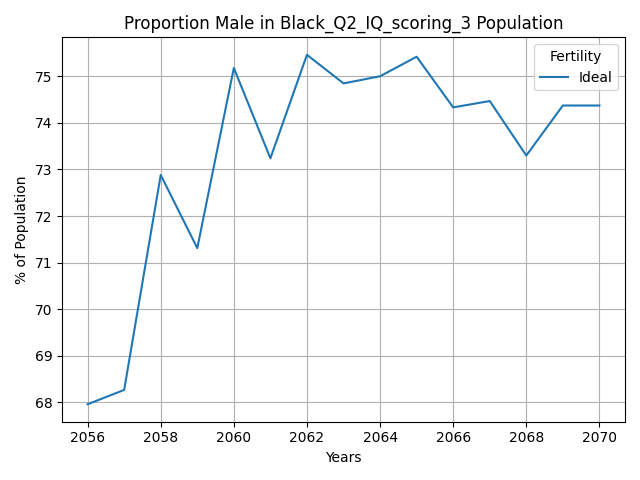 Proportion Male in Black_Q2_IQ_scoring_3 Population
Fertility
Ideal
% of Population
75
74
73
72
71
70
69
68
2056 2058 2060 2062 2064 2066 2068 2070
Years